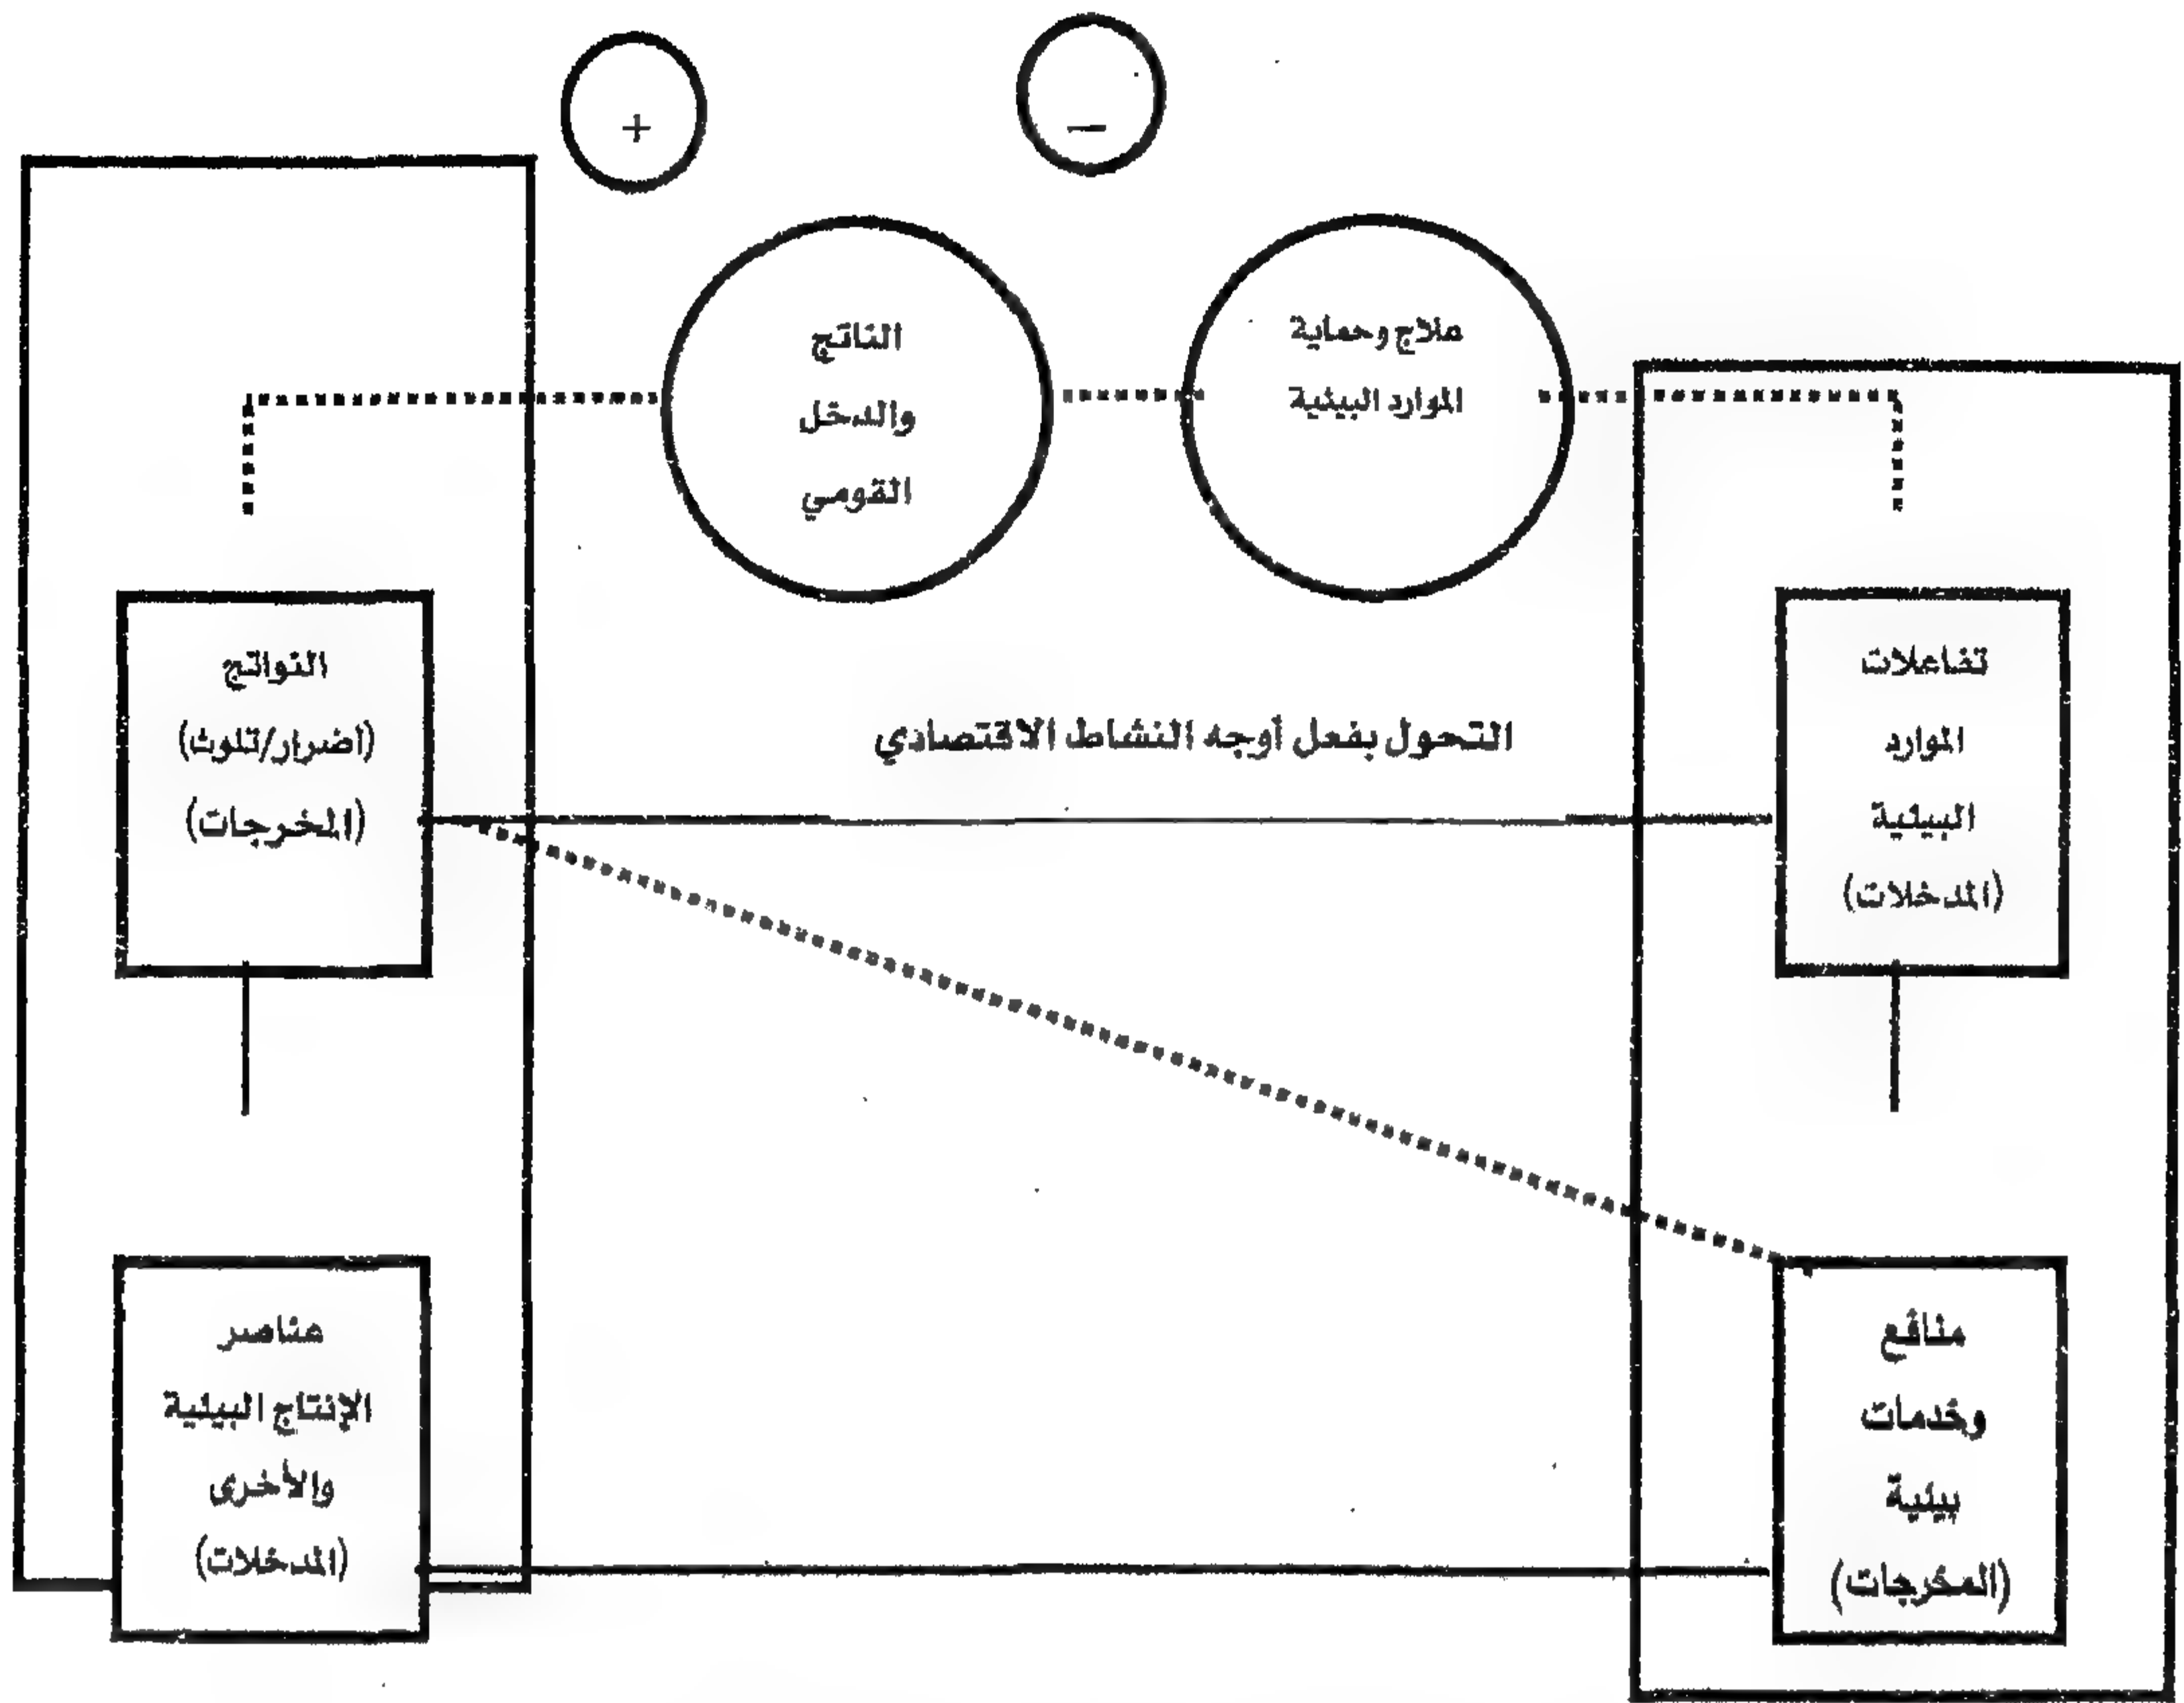 +
−
علاج وحماية
الموارد البيئية
الناتج
والدخل
القومي
تفاعلات
الموارد
البيئية
(المدخلات)
التحول بفعل أوجه النشاط الاقتصادي
النواتج
(اضرار/تلوث)
(المخرجات)
منافع
وخدمات
بيئية
(المخرجات)
عناصر
الإنتاج البيئية
والأخرى
(المدخلات)